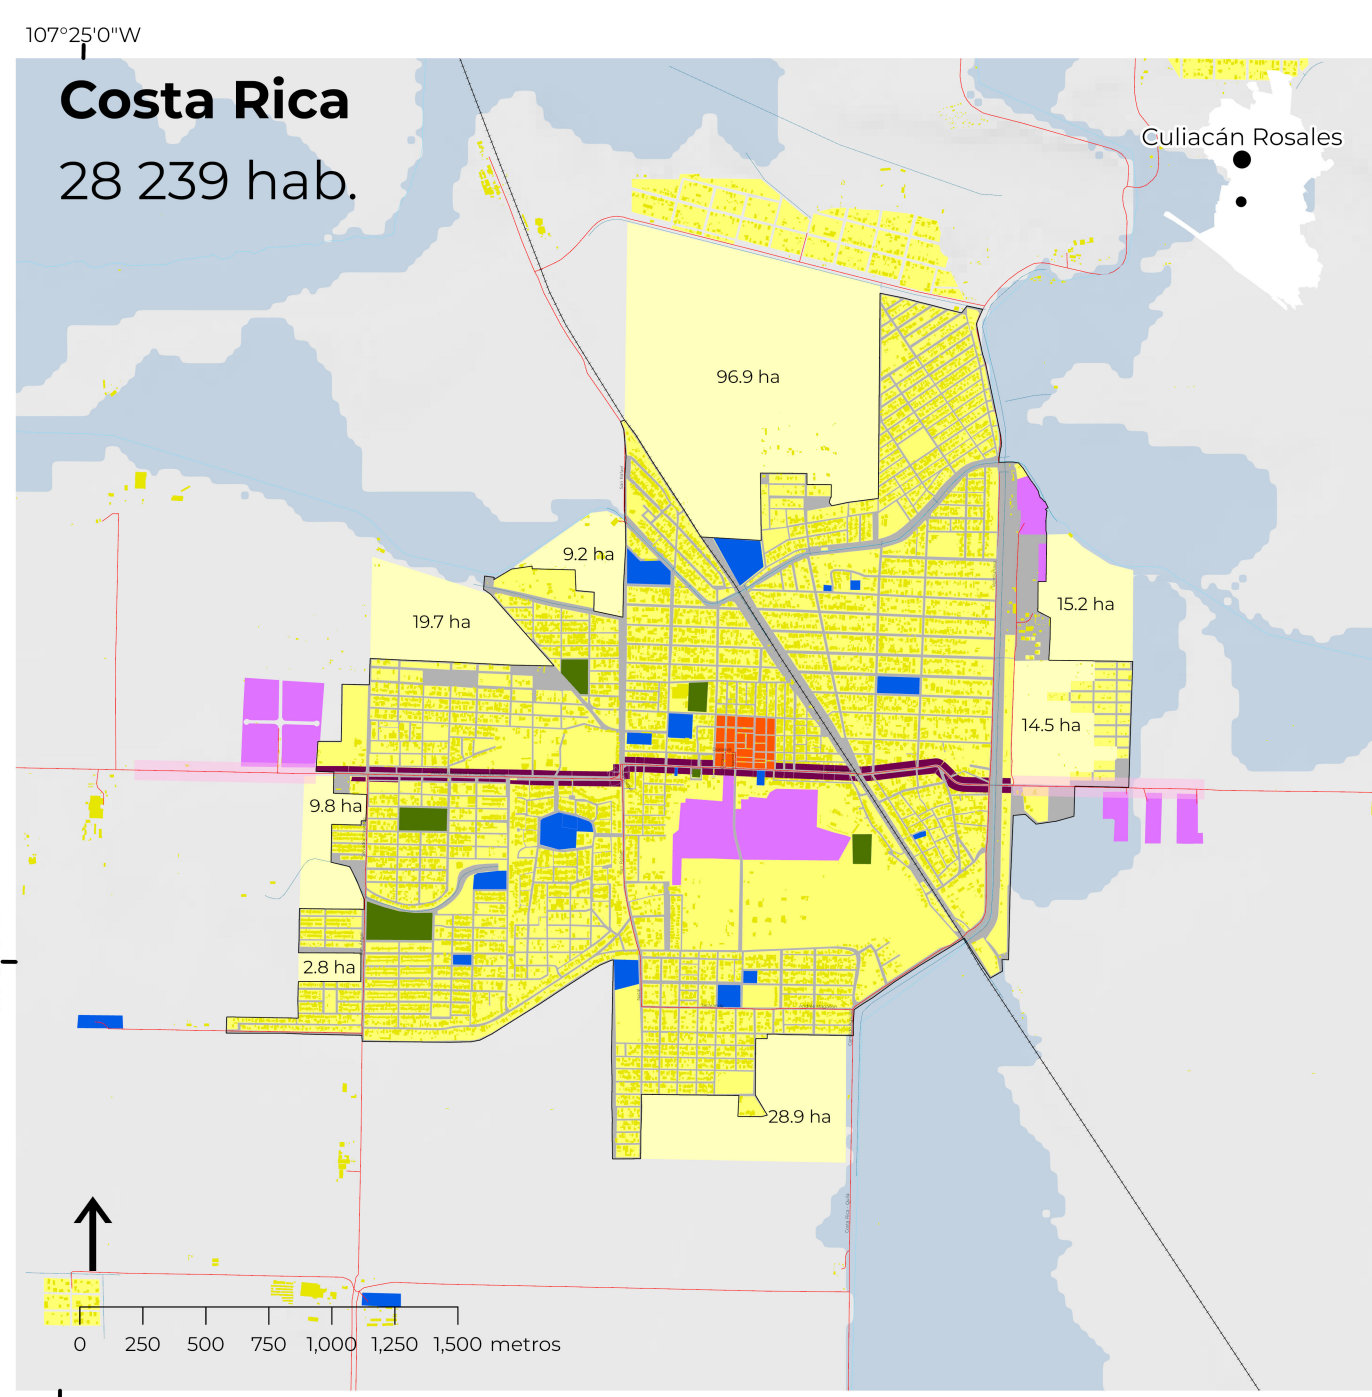 107°25'0"W
Costa Rica
28 239 hab.
Culiacán Rosales
96.9 ha
9.2 ha
19.7 ha
15.2 ha
14.5 ha
9.8 ha
2.8 ha
28.9 ha
0 250 500 750 1,000 1,250 1,500 metros